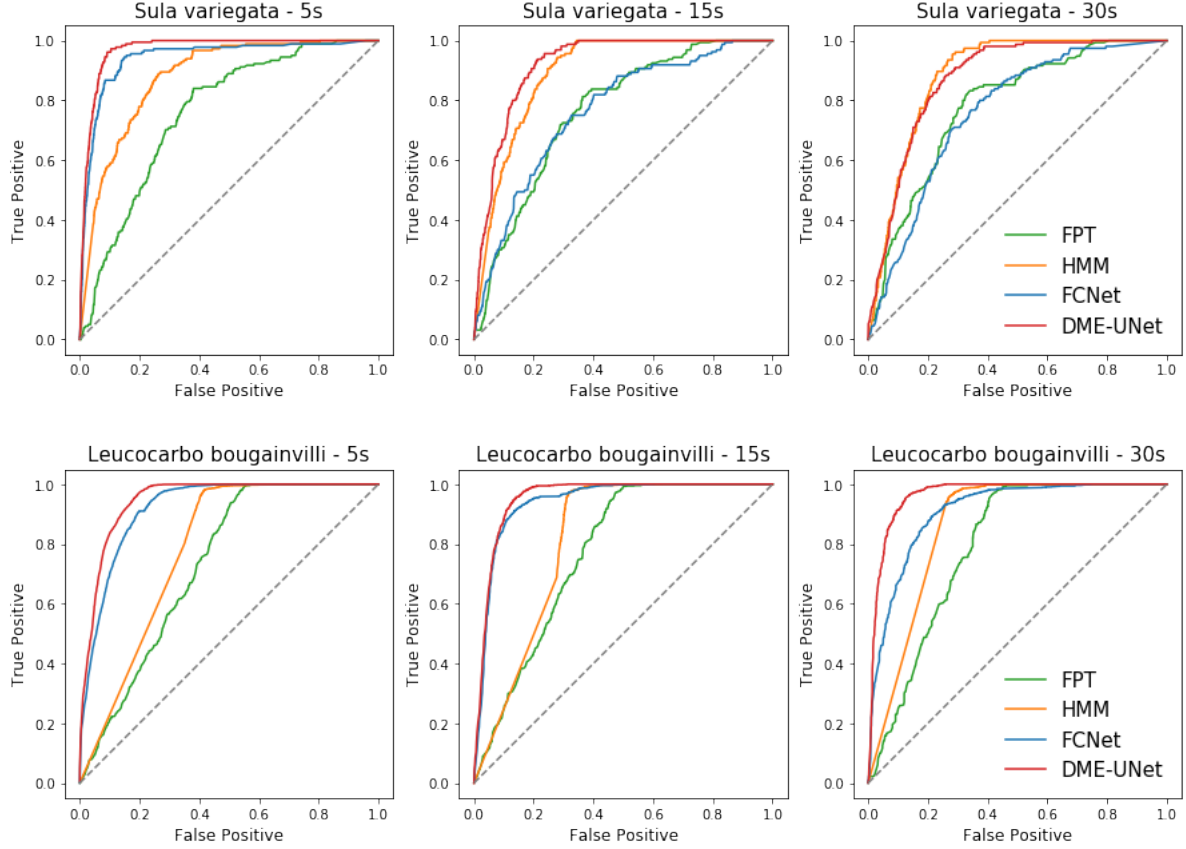 Sula variegata - 5s
1.0
0.8
0.6
0.4
0.2
0.0
True Positive
0.0 0.2 0.4 0.6 0.8 1.0
False Positive
Sula variegata - 15s
1.0
0.8
0.6
0.4
0.2
0.0
True Positive
0.0 0.2 0.4 0.6 0.8 1.0
False Positive
Sula variegata - 30s
1.0
0.8
0.6
0.4
0.2
0.0
True Positive
FPT
HMM
FCNet
DME-UNet
0.0 0.2 0.4 0.6 0.8 1.0
False Positive
Leucocarbo bougainvilli - 5s
1.0
0.8
0.6
0.4
0.2
0.0
True Positive
0.0 0.2 0.4 0.6 0.8 1.0
False Positive
Leucocarbo bougainvilli - 15s
1.0
0.8
0.6
0.4
0.2
0.0
True Positive
0.0 0.2 0.4 0.6 0.8 1.0
False Positive
Leucocarbo bougainvilli - 30s
1.0
0.8
0.6
0.4
0.2
0.0
True Positive
FPT
HMM
FCNet
DME-UNet
0.0 0.2 0.4 0.6 0.8 1.0
False Positive